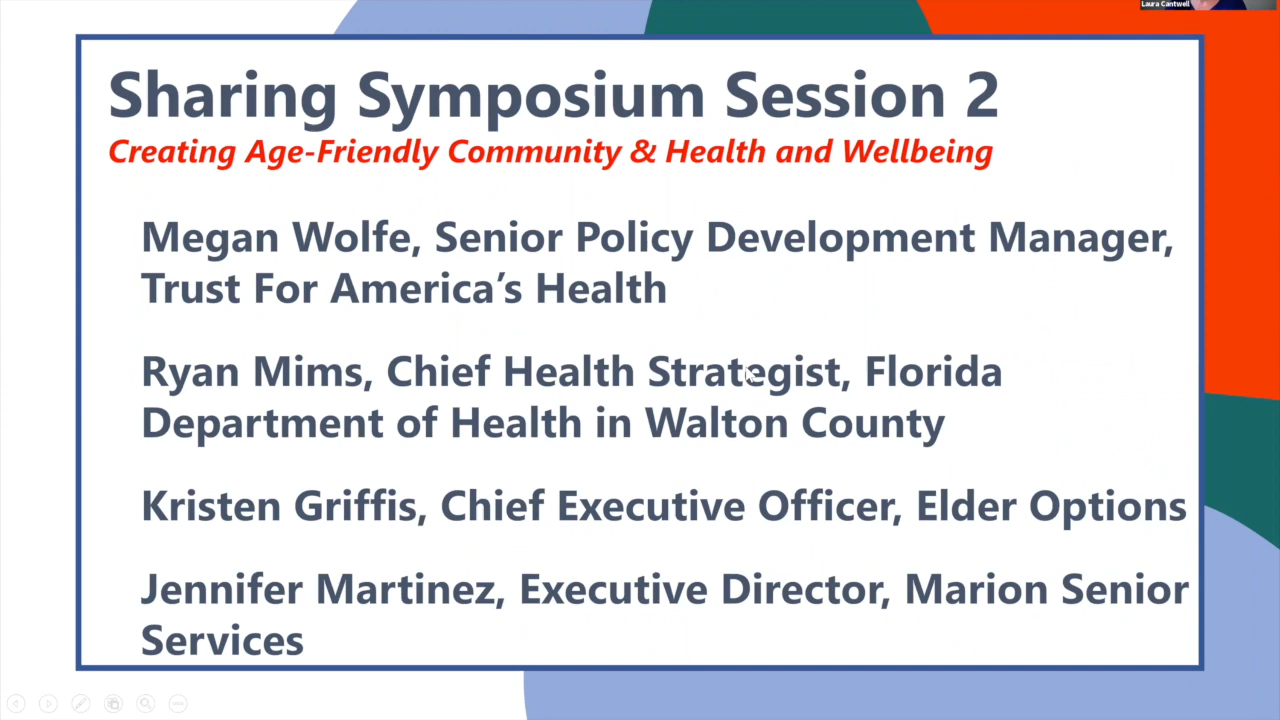 Laura Cantwell
Sharing Symposium Session 2
Creating Age-Friendly Community & Health and Wellbeing
Megan Wolfe, Senior Policy Development Manager,
Trust For America’s Health
Ryan Mims, Chief Health Strategist, Florida
Department of Health in Walton County
Kristen Griffis, Chief Executive Officer, Elder Options
Jennifer Martinez, Executive Director, Marion Senior
Services